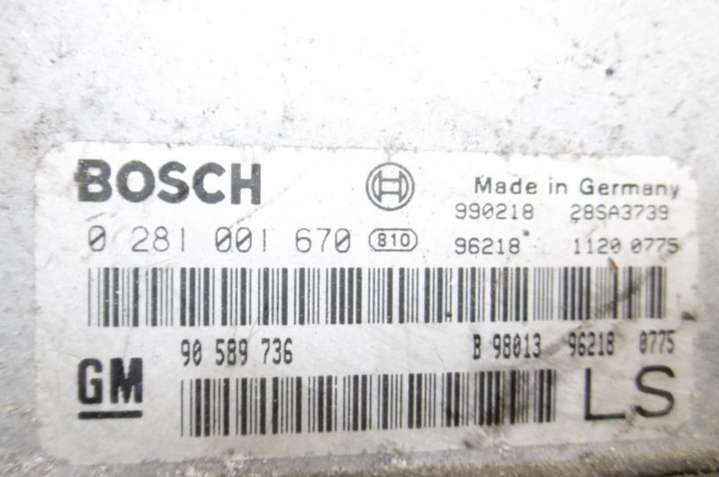 BOSCH Made in Germany
990218 28SA3739
0 281 001 670 810 96218 1120 0775
GM 90 589 736 B 98013 96218 0775
LS